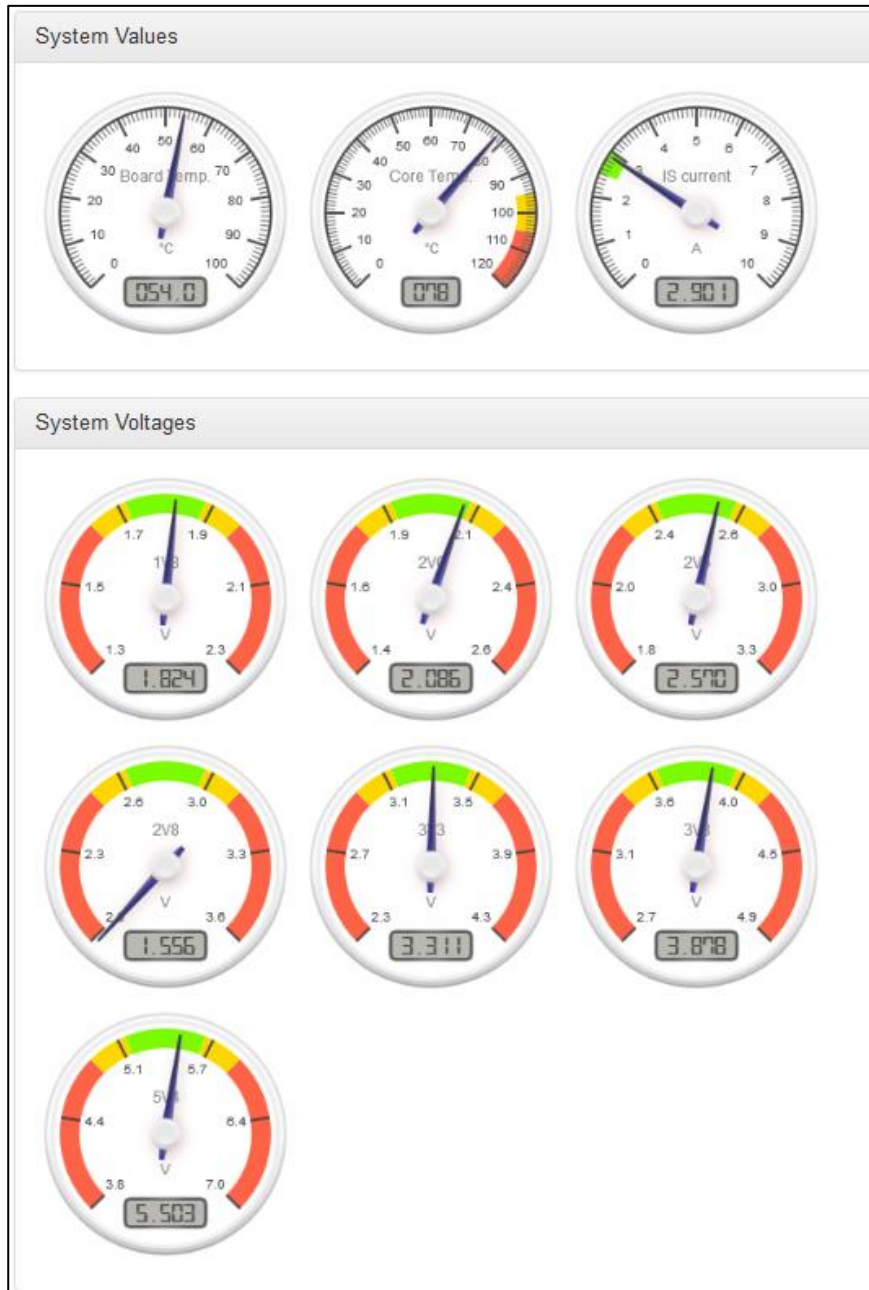 System Values
0 10 20 30 40 50 60 70 80 90 100
Board Temp.
°C
054.0
0 10 20 30 40 50 60 70 80 90 100 110 120
Core Temp.
°C
078
0 1 2 3 4 5 6 7 8 9 10
IS current
A
2.901
System Voltages
1.3 1.5 1.7 1.9 2.1 2.3
1V8
V
1.824
1.4 1.6 1.9 2.1 2.4 2.6
V
2.086
1.8 2.0 2.4 2.6 3.0 3.3
V
2.570
2.3 2.6 3.0 3.3 3.6
2V8
V
1.556
2.3 2.7 3.1 3.5 3.9 4.3
3V3
V
3.311
2.7 3.1 3.6 4.0 4.5 4.9
3V8
V
3.878
3.8 4.4 5.1 5.7 6.4 7.0
5V4
V
5.503